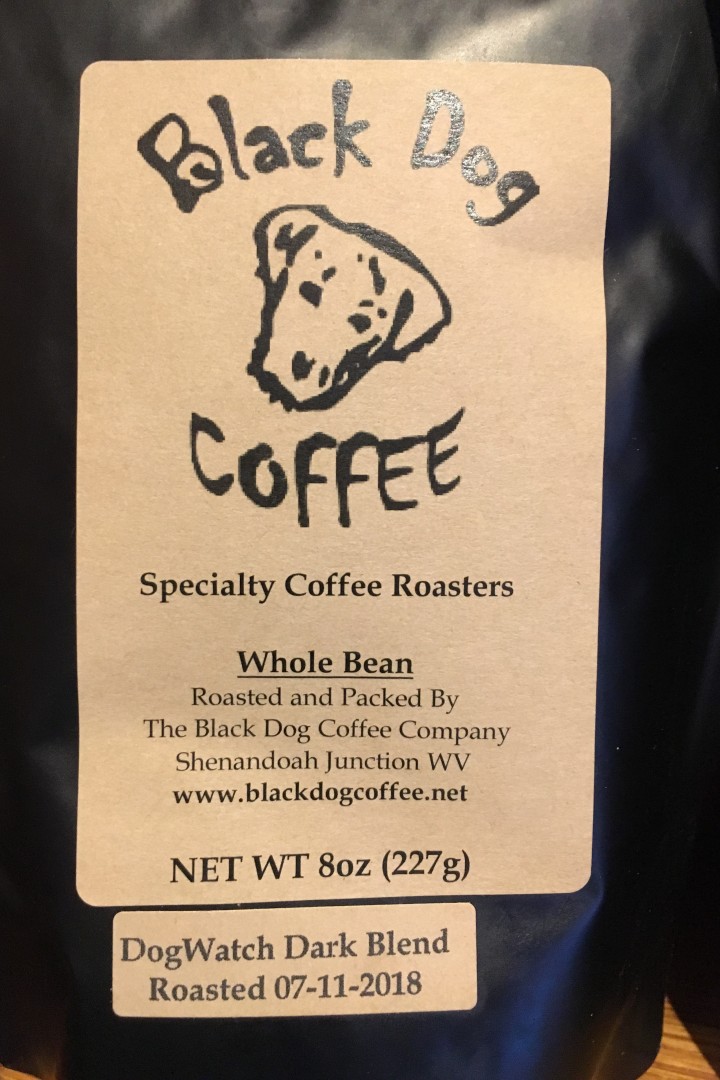 Black Dog
COFFEE
Specialty Coffee Roasters
Whole Bean
Roasted and Packed By
The Black Dog Coffee Company
Shenandoah Junction WV
www.blackdogcoffee.net
NET WT 8oz (227g)
DogWatch Dark Blend
Roasted 07-11-2018